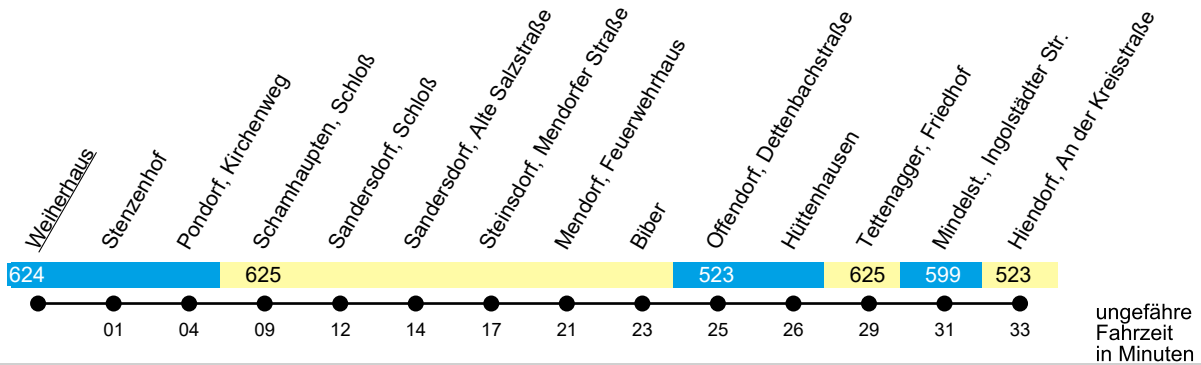 Weiherhaus
Stenzenhof
Pondorf, Kirchenweg
Schamhaupten, Schloß
Sandersdorf, Schloß
Sandersdorf, Alte Salzstraße
Steinsdorf, Mendorfer Straße
Mendorf, Feuerwehrhaus
Biber
Offendorf, Dettenbachstraße
Hüttenhausen
Tettenagger, Friedhof
Mindelst., Ingolstädter Str.
Hiendorf, An der Kreisstraße
624 625 523 625 599 523
01 04 09 12 14 17 21 23 25 26 29 31 33
ungefähre
Fahrzeit
in Minuten